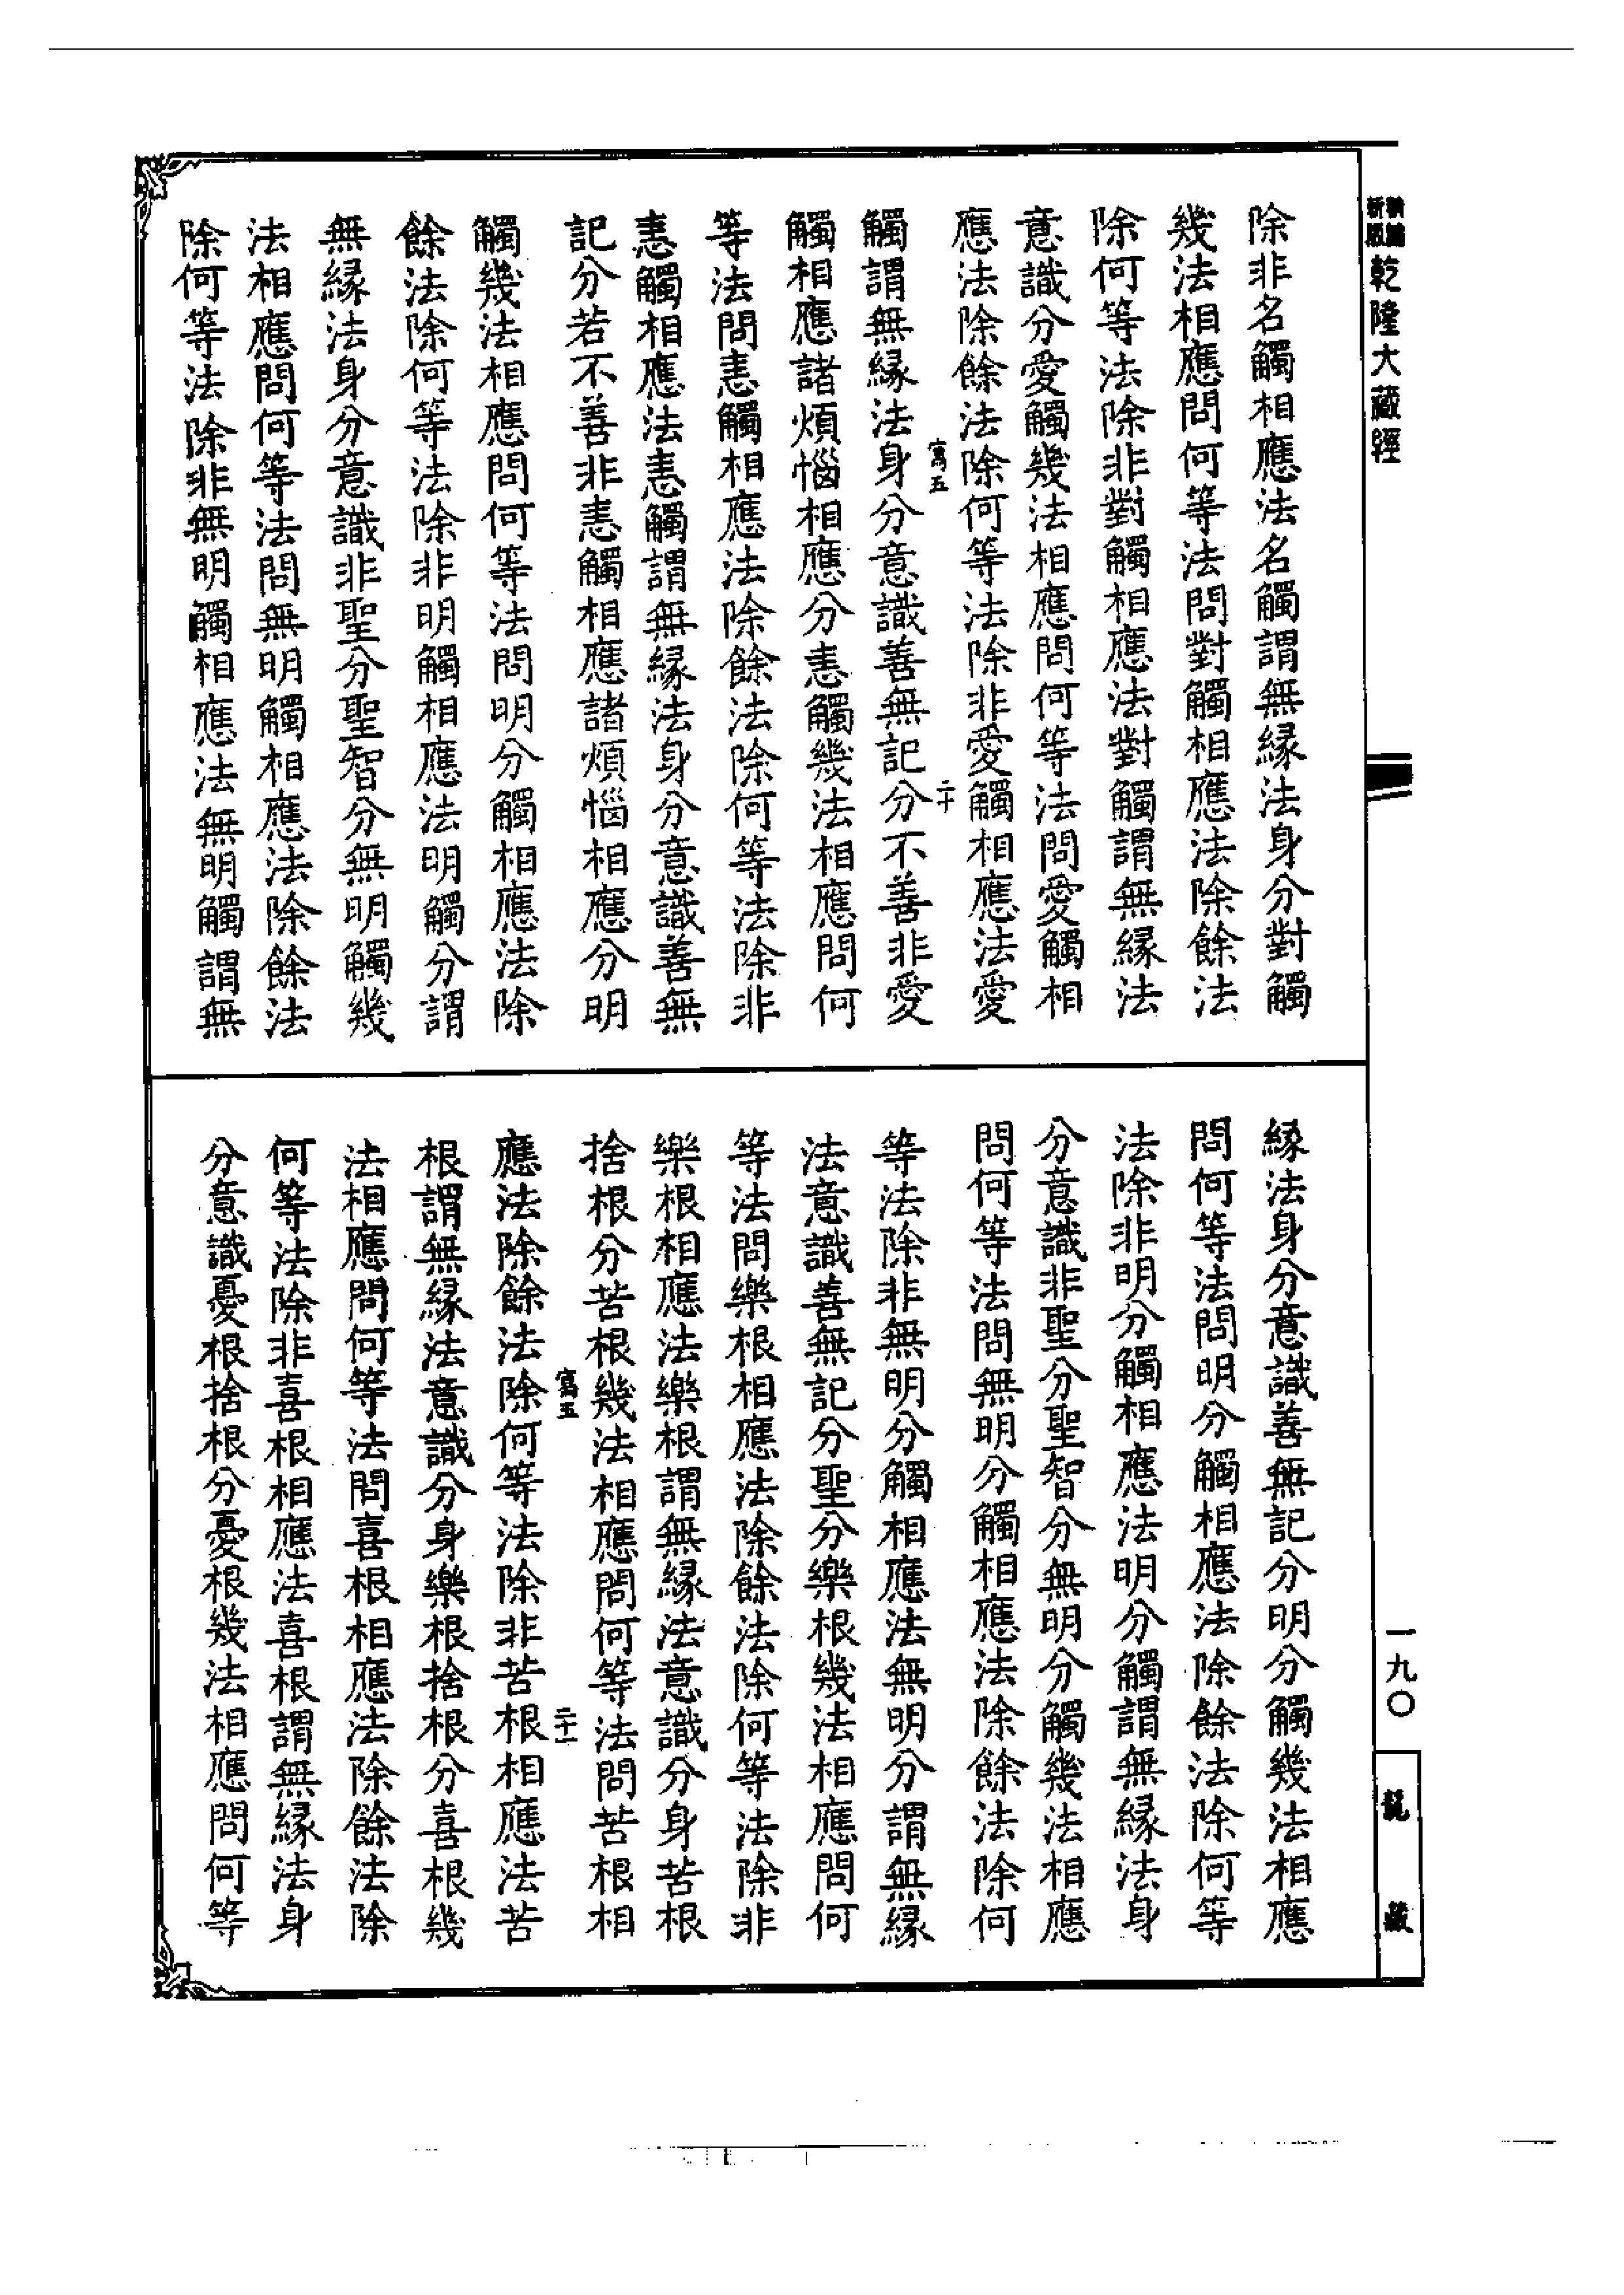 新編
新版
乾隆大藏經
除非名觸相應法名觸謂無緣法身分對觸
幾法相應問何等法問對觸相應法除餘法
除何等法除非對觸相應法對觸謂無緣法
意識分愛觸幾法相應問何等法問愛觸相
應法除餘法除何等法除非愛觸相應法愛
寫五
二十
觸謂無緣法身分意識善無記分不善非愛
觸相應諸煩惱相應分恚觸幾法相應問何
等法問恚觸相應法除餘法除何等法除非
恚觸相應法恚觸謂無緣法身分意識善無
記分若不善非恚觸相應諸煩惱相應分明
觸幾法相應問何等法問明分觸相應法除
餘法除何等法除非明觸相應法明觸分謂
無緣法身分意識非聖分聖智分無明觸幾
法相應問何等法問無明觸相應法除餘法
除何等法除非無明觸相應法無明觸謂無
緣法身分意識善無記分明分觸幾法相應
問何等法問明分觸相應法除餘法除何等
法除非明分觸相應法明分觸謂無緣法身
分意識非聖分聖智分無明分觸幾法相應
問何等法問無明分觸相應法除餘法除何
等法除非無明分觸相應法無明分謂無緣
法意識善無記分聖分樂根幾法相應問何
等法問樂根相應法除餘法除何等法除非
樂根相應法樂根謂無緣法意識分身苦根
捨根分苦根幾法相應問何等法問苦根相
寫五
二十一
應法除餘法除何等法除非苦根相應法苦
根謂無緣法意識分身樂根捨根分喜根幾
法相應問何等法問喜根相應法除餘法除
何等法除非喜根相應法喜根謂無緣法身
分意識憂根捨根分憂根幾法相應問何等
一九〇
龍藏